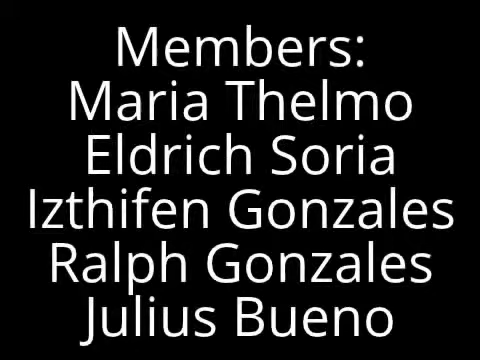 Members:
Maria Thelmo
Eldrich Soria
Izthifen Gonzales
Ralph Gonzales
Julius Bueno